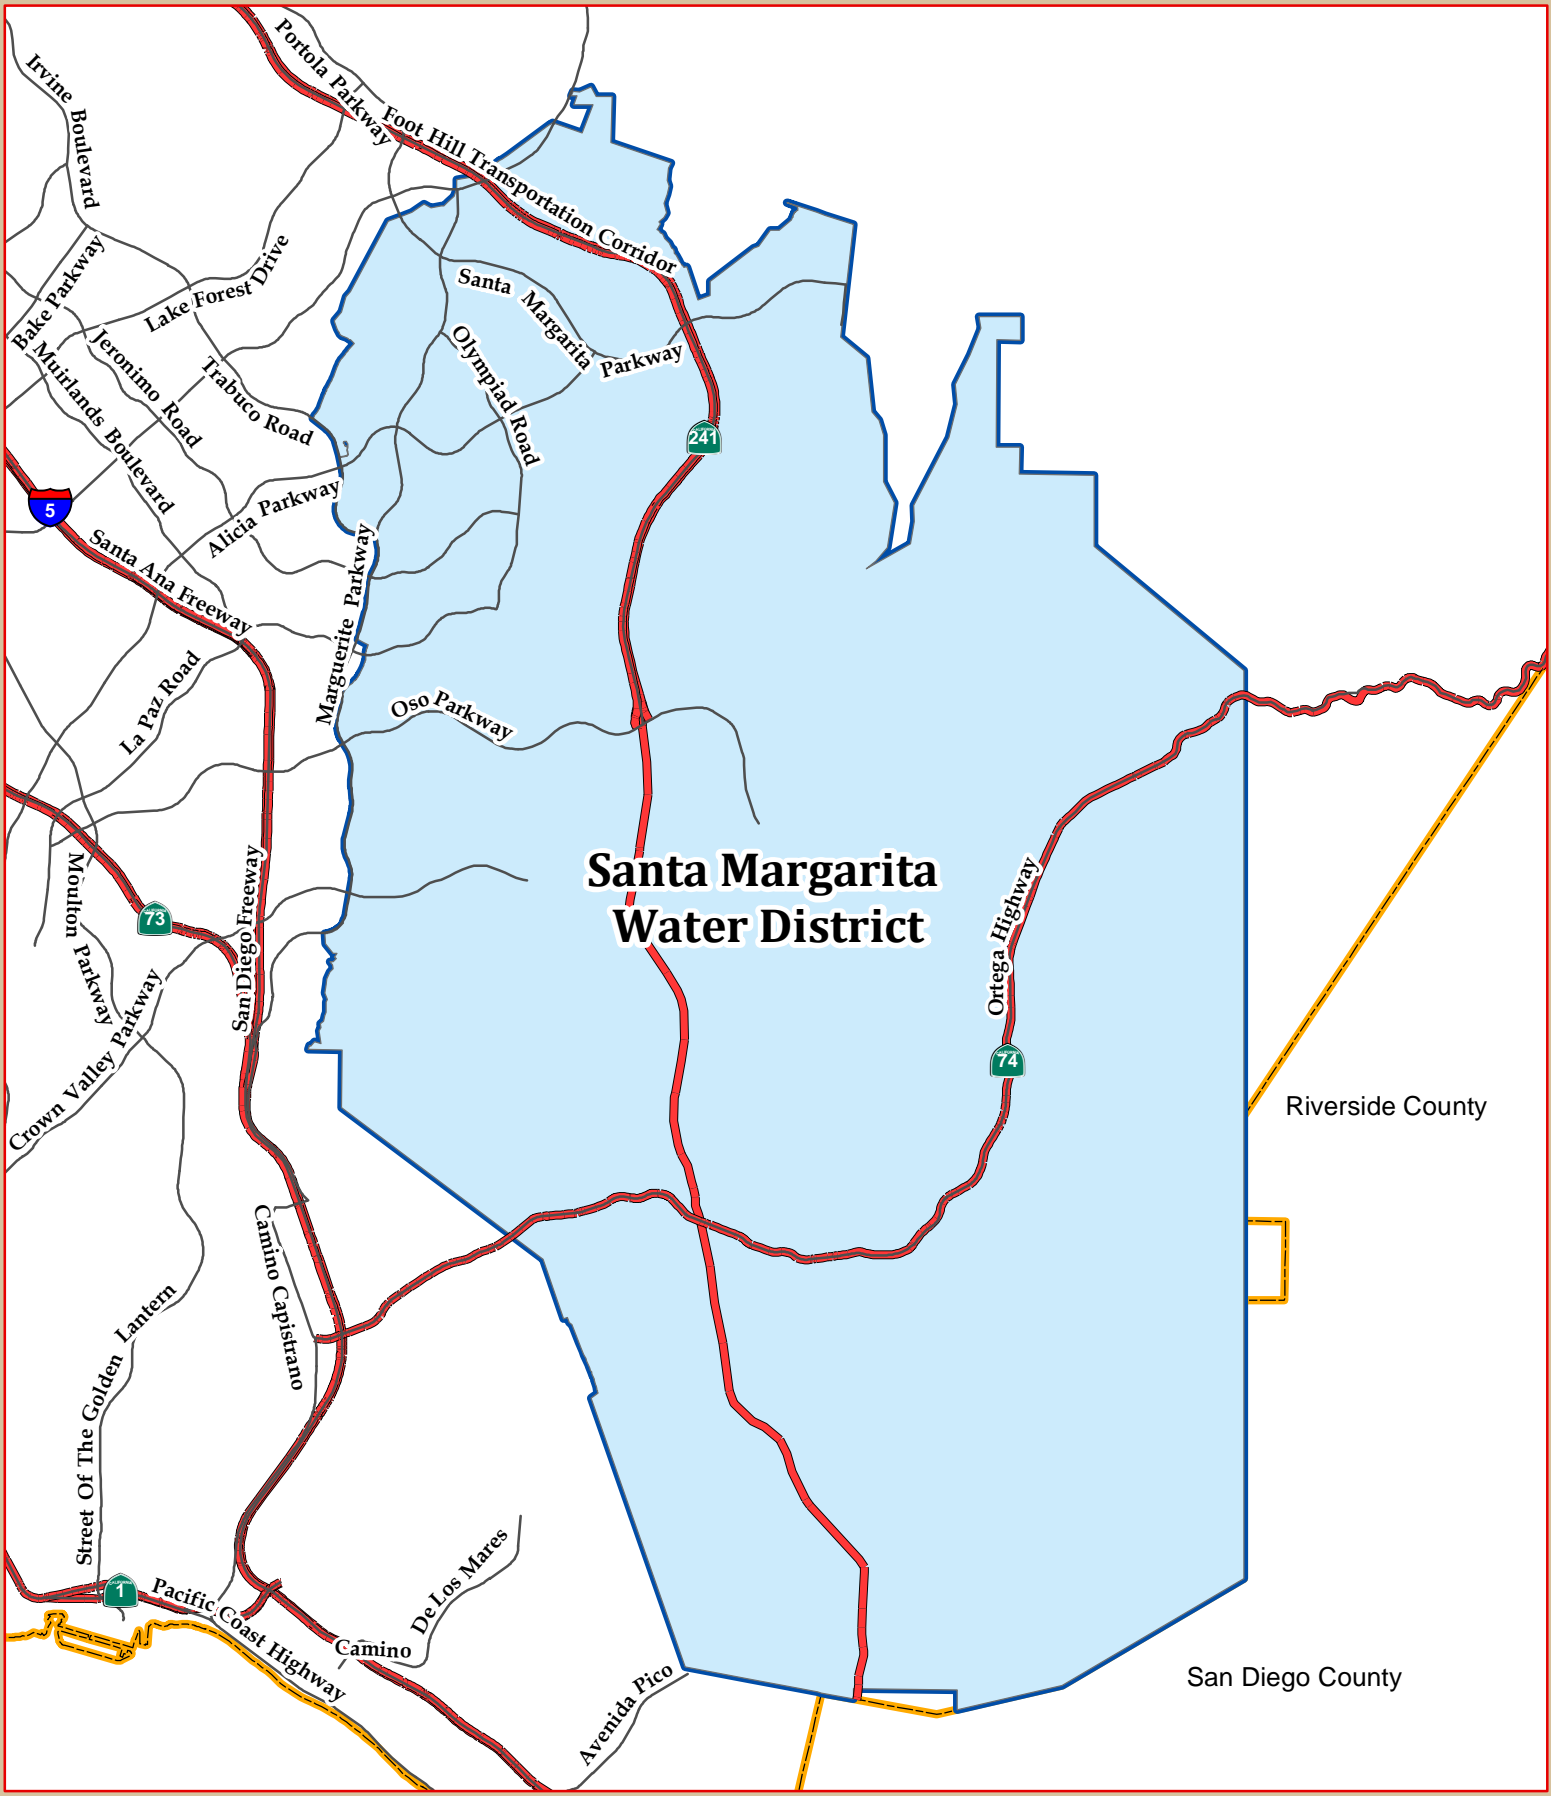 Portola Parkway
Irvine Boulevard
Foot Hill Transportation Corridor
Bake Parkway
Lake Forest Drive
Santa Margarita Parkway
Jeronimo Road
Muirlands Boulevard
Trabuco Road
Olympiad Road
CALIFORNIA
241
5
Alicia Parkway
Santa Ana Freeway
Marguerite Parkway
La Paz Road
Oso Parkway
Santa Margarita
Water District
Moulton Parkway
CALIFORNIA
73
San Diego Freeway
Ortega Highway
Crown Valley Parkway
CALIFORNIA
74
Riverside County
Camino Capistrano
Street Of The Golden Lantern
CALIFORNIA
1
Pacific Coast Highway
Camino De Los Mares
Avenida Pico
San Diego County